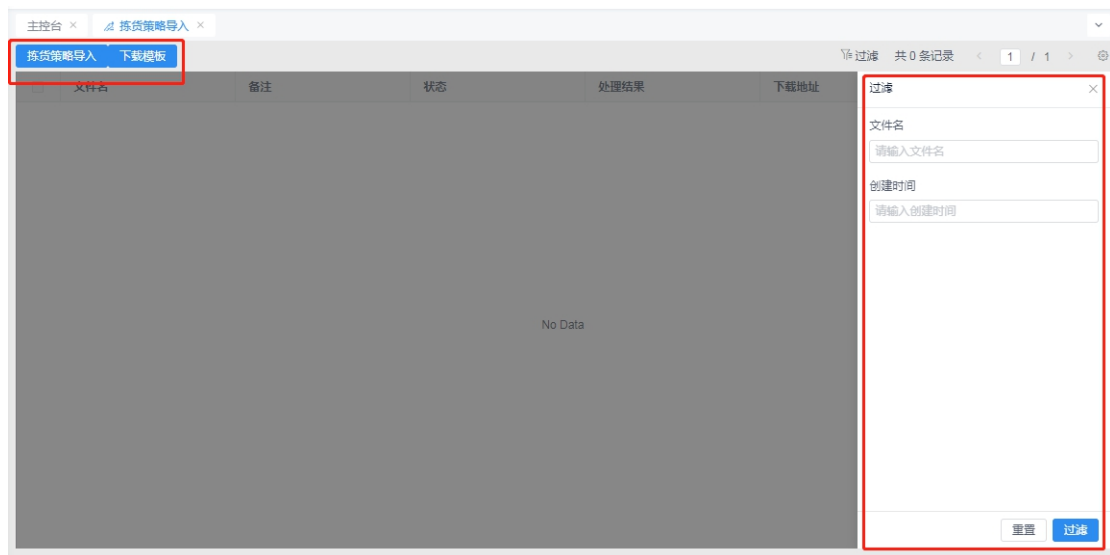 主控台 × 拣货策略导入 ×
拣货策略导入 下载模板 过滤 共 0 条记录 < 1 / 1 >
文件名 备注 状态 处理结果 下载地址
过滤 ×
文件名
请输入文件名
创建时间
请输入创建时间
No Data
重置 过滤